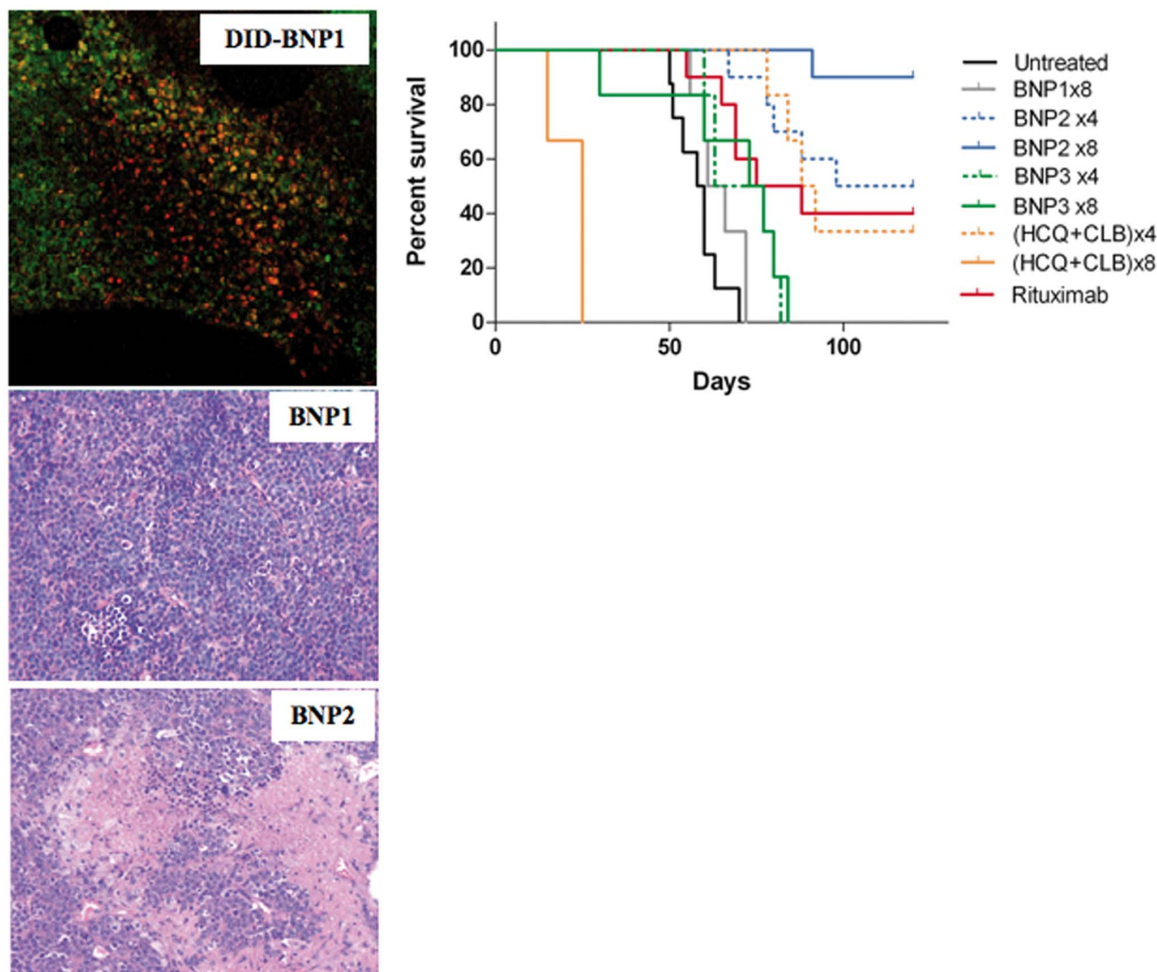 DID-BNP1
BNP1
BNP2
Percent survival
100
80
60
40
20
0
0
50
100
Days
Untreated
BNP1x8
BNP2 x4
BNP2 x8
BNP3 x4
BNP3 x8
(HCQ+CLB)x4
(HCQ+CLB)x8
Rituximab